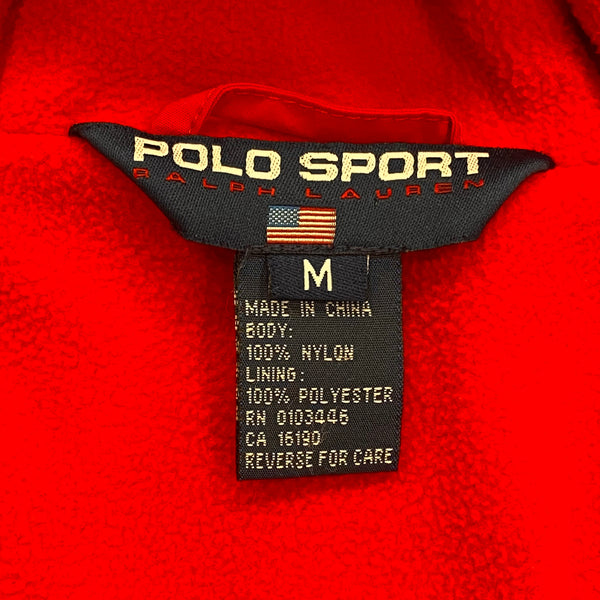 POLO SPORT
RALPH LAUREN
M
MADE IN CHINA
BODY:
100% NYLON
LINING:
100% POLYESTER
RN 0103446
CA 16190
REVERSE FOR CARE